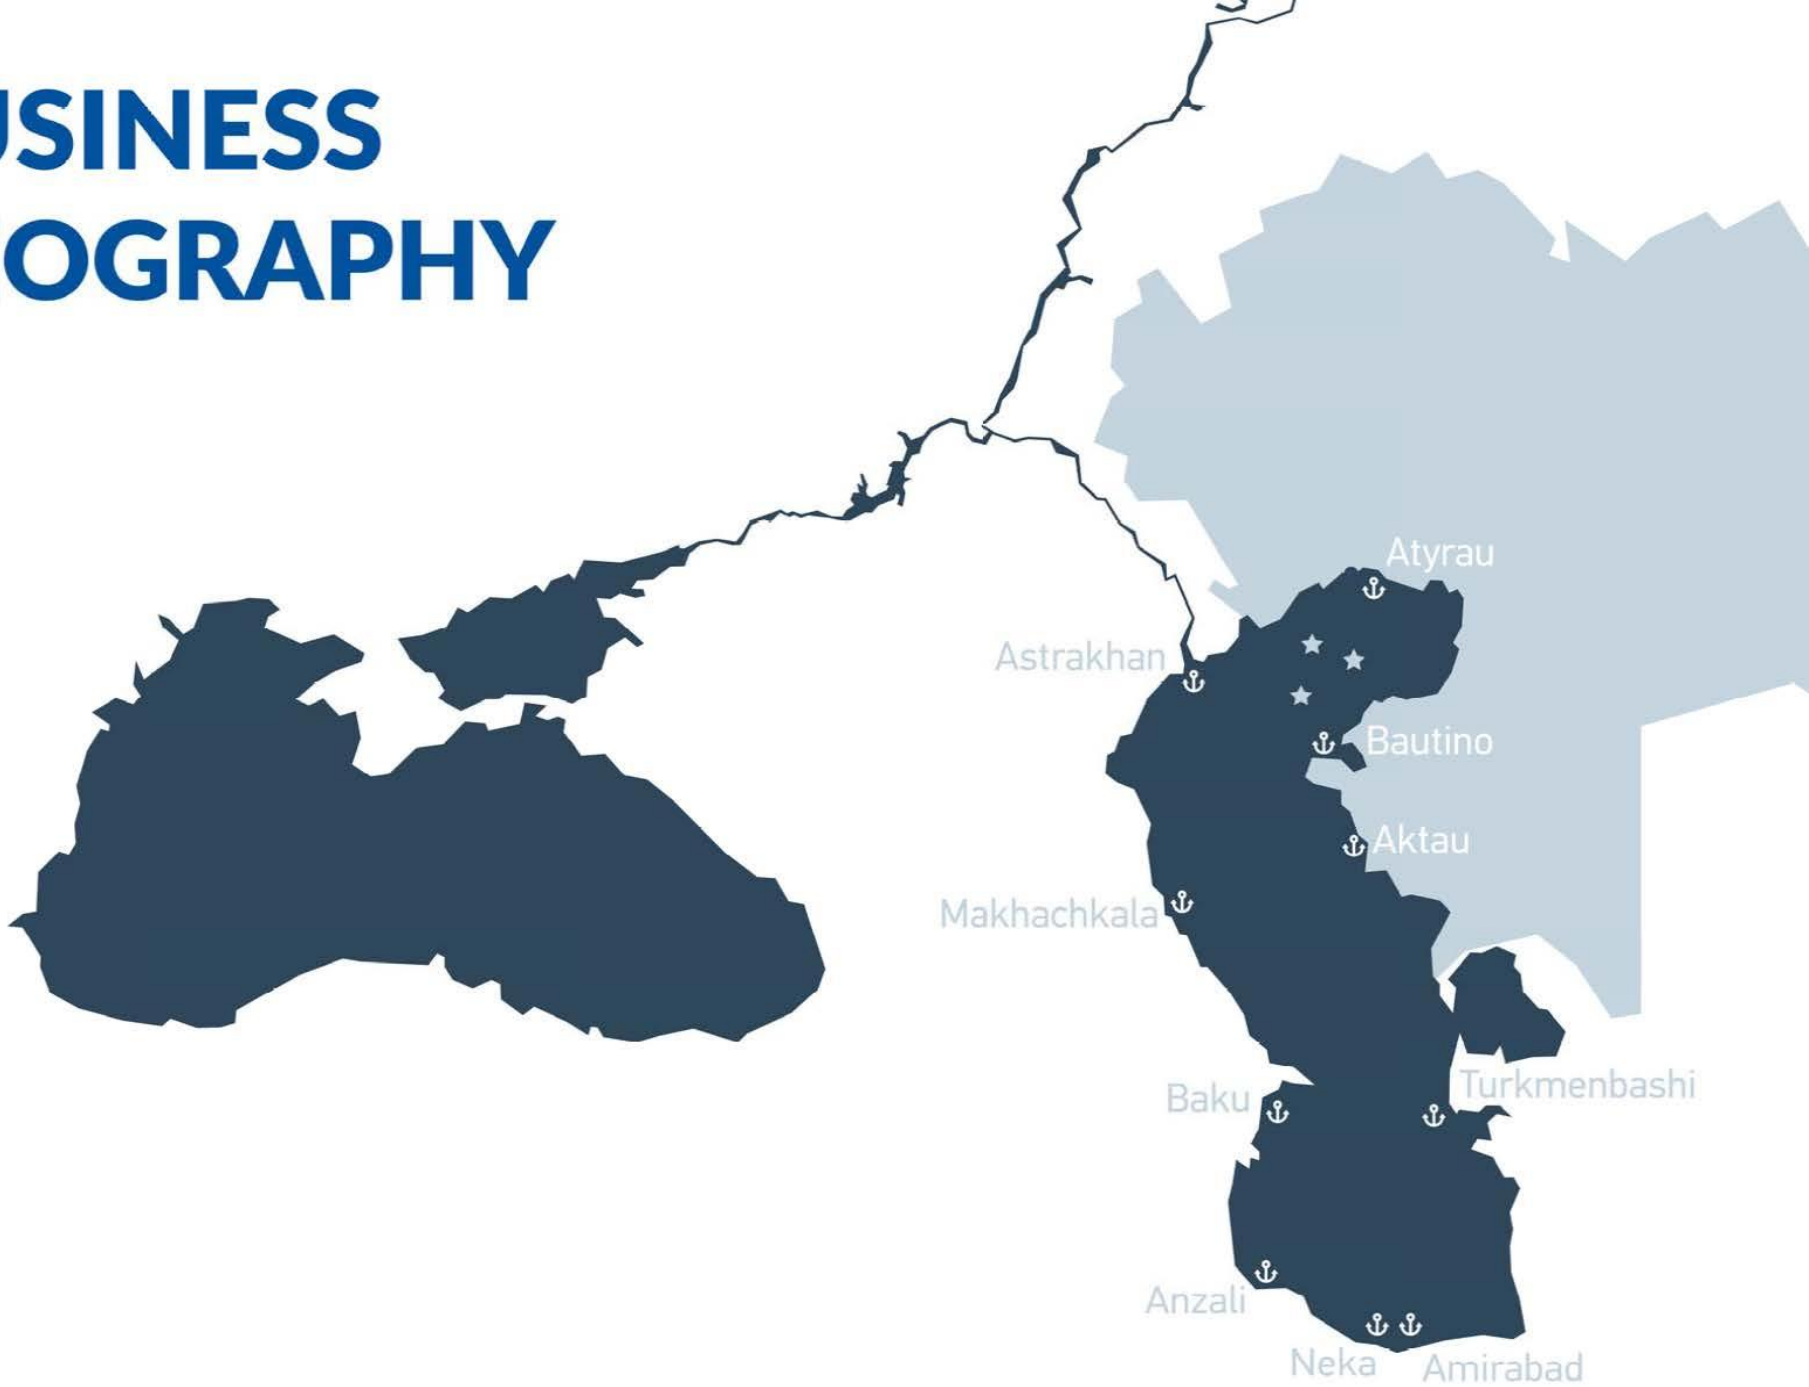 USINESS
OGRAPHY
Atyrau
Astrakhan
Bautino
Aktau
Makhachkala
Baku
Turkmenbashi
Anzali
Neka
Amirabad